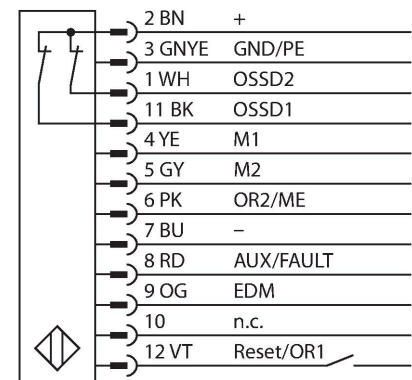 2 BN +
3 GNYE GND/PE
1 WH OSSD2
11 BK OSSD1
4 YE M1
5 GY M2
6 PK OR2/ME
7 BU –
8 RD AUX/FAULT
9 OG EDM
10 n.c.
12 VT Reset/OR1